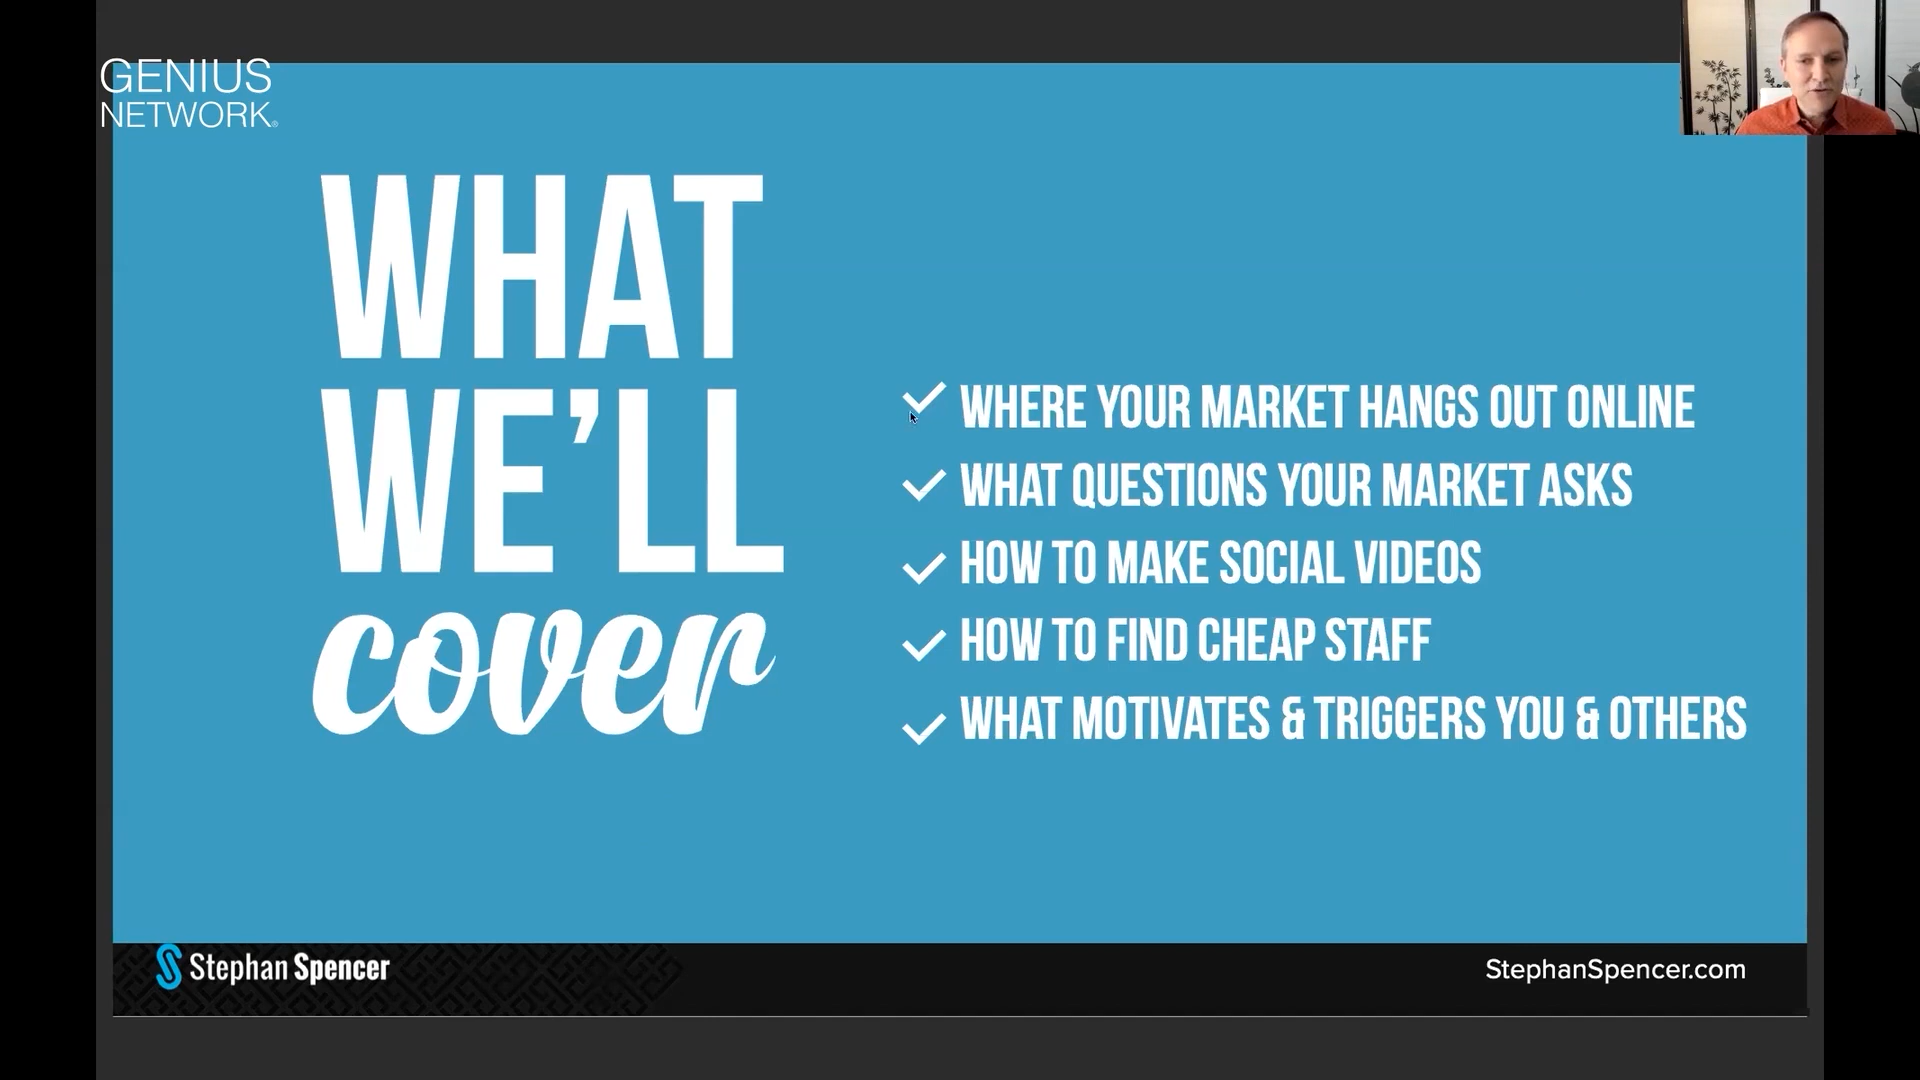 GENIUS
NETWORK®
WHAT
WE'LL
cover
WHERE YOUR MARKET HANGS OUT ONLINE
WHAT QUESTIONS YOUR MARKET ASKS
HOW TO MAKE SOCIAL VIDEOS
HOW TO FIND CHEAP STAFF
WHAT MOTIVATES & TRIGGERS YOU & OTHERS
Stephan Spencer
StephanSpencer.com